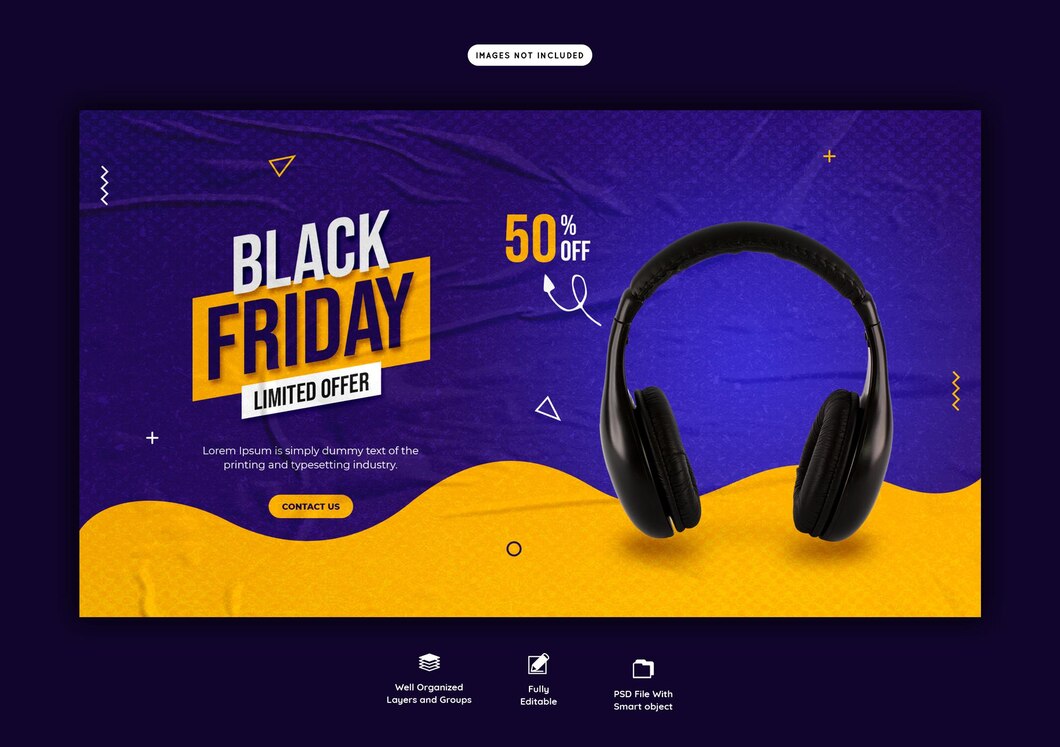 IMAGES NOT INCLUDED
BLACK
FRIDAY
LIMITED OFFER
50%
OFF
Lorem Ipsum is simply dummy text of the
printing and typesetting industry.
CONTACT US
Well Organized
Layers and Groups
Fully
Editable
PSD File With
Smart object